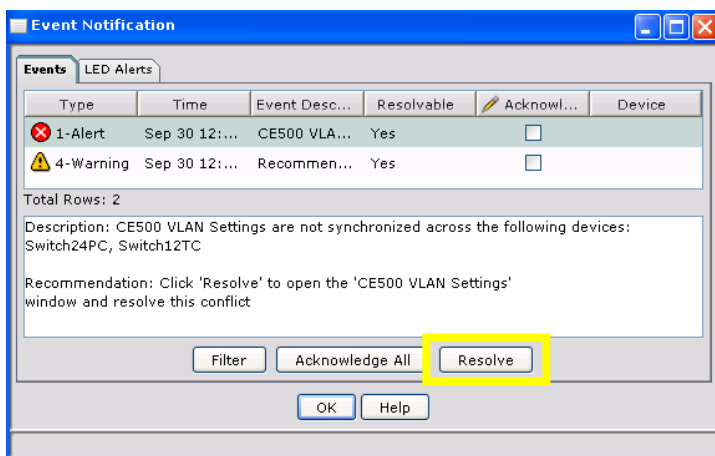 Event Notification
Events LED Alerts
Type Time Event Desc... Resolvable Acknowl... Device
1-Alert Sep 30 12:... CE500 VLA... Yes
4-Warning Sep 30 12:... Recommen... Yes
Total Rows: 2
Description: CE500 VLAN Settings are not synchronized across the following devices:
Switch24PC, Switch12TC
Recommendation: Click 'Resolve' to open the 'CE500 VLAN Settings'
window and resolve this conflict
Filter Acknowledge All Resolve
OK Help